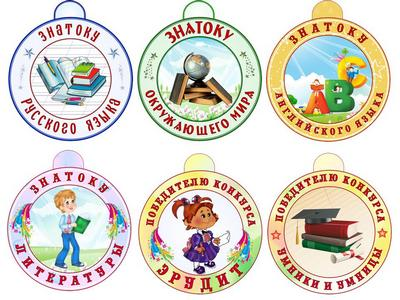 ЗНАТОКУ
РУССКОГО ЯЗЫКА
ЗНАТОКУ
ОКРУЖАЮЩЕГО МИРА
ЗНАТОКУ
АНГЛИЙСКОГО ЯЗЫКА
ABC
ЗНАТОКУ
ЛИТЕРАТУРЫ
ПОБЕДИТЕЛЮ КОНКУРСА
ЭРУДИТ
ПОБЕДИТЕЛЮ КОНКУРСА
УМНИКИ И УМНИЦЫ